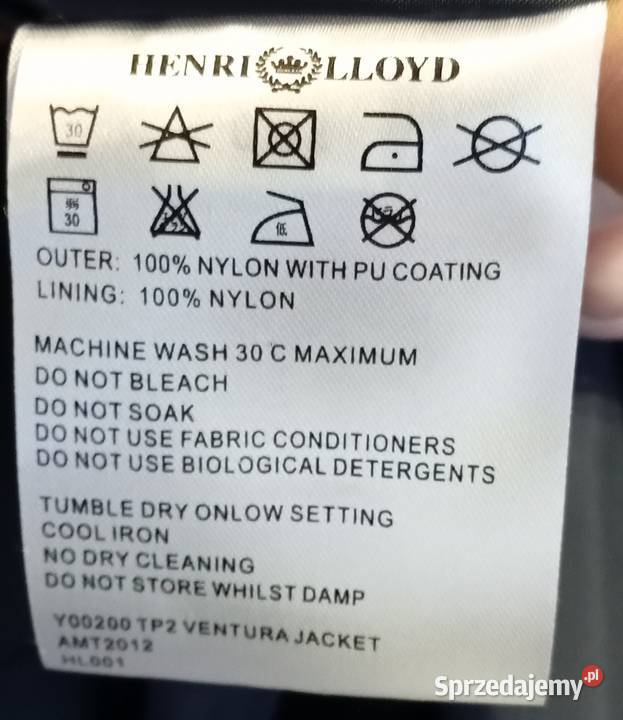 HENRI LLOYD
30
弱
30
低
OUTER: 100% NYLON WITH PU COATING
LINING: 100% NYLON
MACHINE WASH 30 C MAXIMUM
DO NOT BLEACH
DO NOT SOAK
DO NOT USE FABRIC CONDITIONERS
DO NOT USE BIOLOGICAL DETERGENTS
TUMBLE DRY ONLOW SETTING
COOL IRON
NO DRY CLEANING
DO NOT STORE WHILST DAMP
Y00200 TP2 VENTURA JACKET
AMT2012
HL001
Sprzedajemy.pl